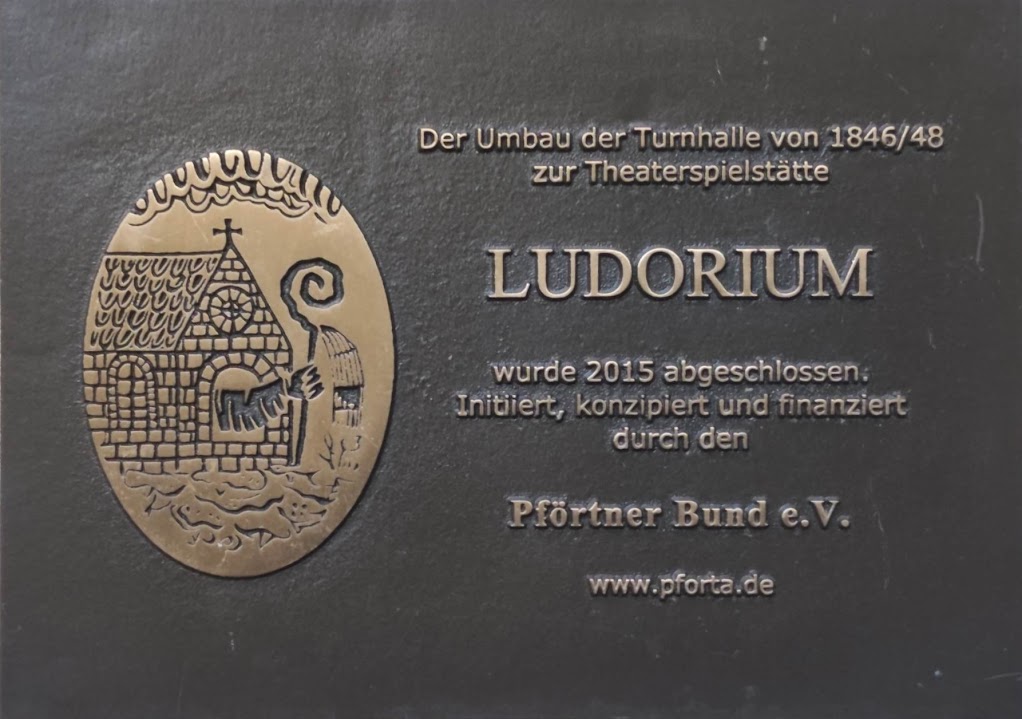 Der Umbau der Turnhalle von 1846/48
zur Theaterspielstätte
LUDORIUM
wurde 2015 abgeschlossen.
Initiiert, konzipiert und finanziert
durch den
Pförtner Bund e.V.
www.pforta.de